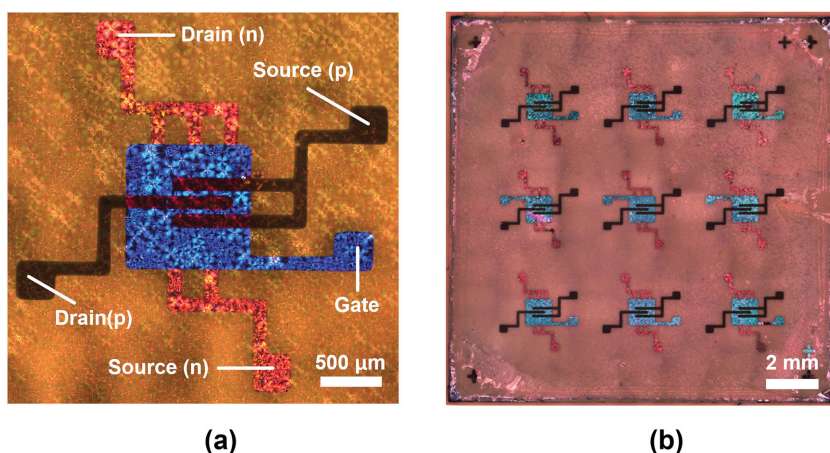 Drain (n)
Source (p)
Gate
Drain(p)
Source (n)
500 µm
2 mm
(a)
(b)